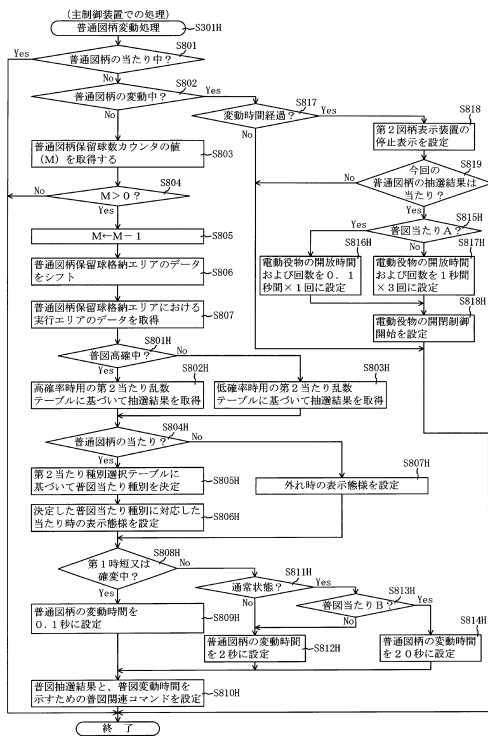 （主制御装置での処理）
普通図柄変動処理
S301H
S801
普通図柄の当たり中？
Yes
No
S802
普通図柄の変動中？
Yes
No
S803
普通図柄保留球数カウンタの値
（M）を取得する
S804
M＞0？
No
Yes
M←M－1
S805
普通図柄保留球格納エリアのデータ
をシフト
S806
普通図柄保留球格納エリアにおける
実行エリアのデータを取得
S807
S801H
普図高確中？
No
Yes
S802H
高確率時用の第2当たり乱数
テーブルに基づいて抽選結果を取得
S803H
低確率時用の第2当たり乱数
テーブルに基づいて抽選結果を取得
S804H
普通図柄の当たり？
No
Yes
第2当たり種別選択テーブルに
基づいて普図当たり種別を決定
S805H
決定した普図当たり種別に対応した
当たり時の表示態様を設定
S806H
S807H
外れ時の表示態様を設定
S808H
第1時短又は
確変中？
No
Yes
普通図柄の変動時間を
0．1秒に設定
S809H
S811H
通常状態？
Yes
No
S813H
普図当たりB？
Yes
No
普通図柄の変動時間
を2秒に設定
S812H
S814H
普通図柄の変動時間
を20秒に設定
普図抽選結果と、普図変動時間を
示すための普図関連コマンドを設定
S810H
終 了
S817
変動時間経過？
Yes
No
S818
第2図柄表示装置の
停止表示を設定
S819
今回の
普通図柄の抽選結果は
当たり？
No
Yes
S815H
普図当たりA？
Yes
No
S816H
電動役物の開放時間
および回数を0．1
秒間×1回に設定
S817H
電動役物の開放時間
および回数を1秒間
×3回に設定
S818H
電動役物の開閉制御
開始を設定